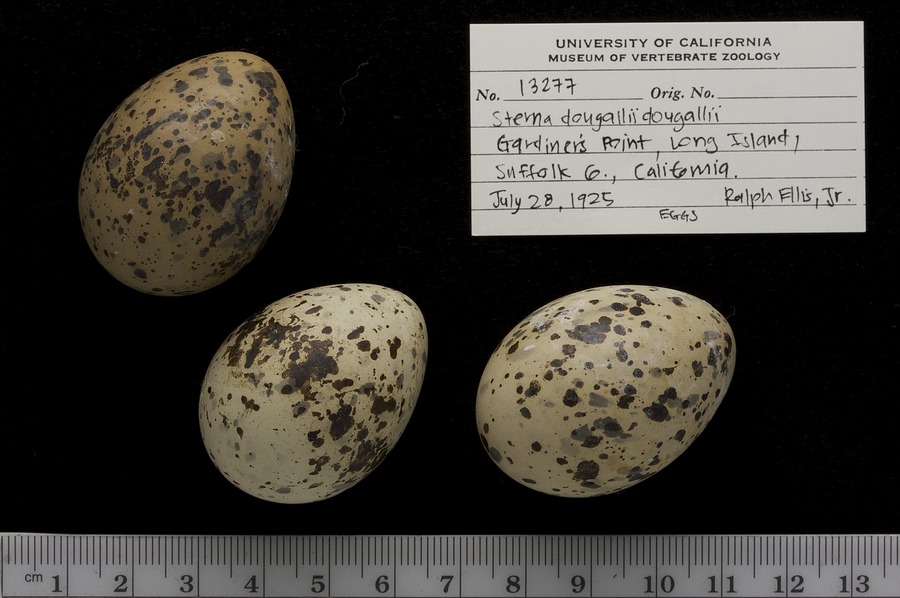 UNIVERSITY OF CALIFORNIA
MUSEUM OF VERTEBRATE ZOOLOGY
No. 13277 Orig. No.
Sterna dougallii dougallii
Gardiner's Point, Long Island,
Suffolk Co., California.
July 28, 1925 Ralph Ellis, Jr.
EGGS
cm 1 2 3 4 5 6 7 8 9 10 11 12 13